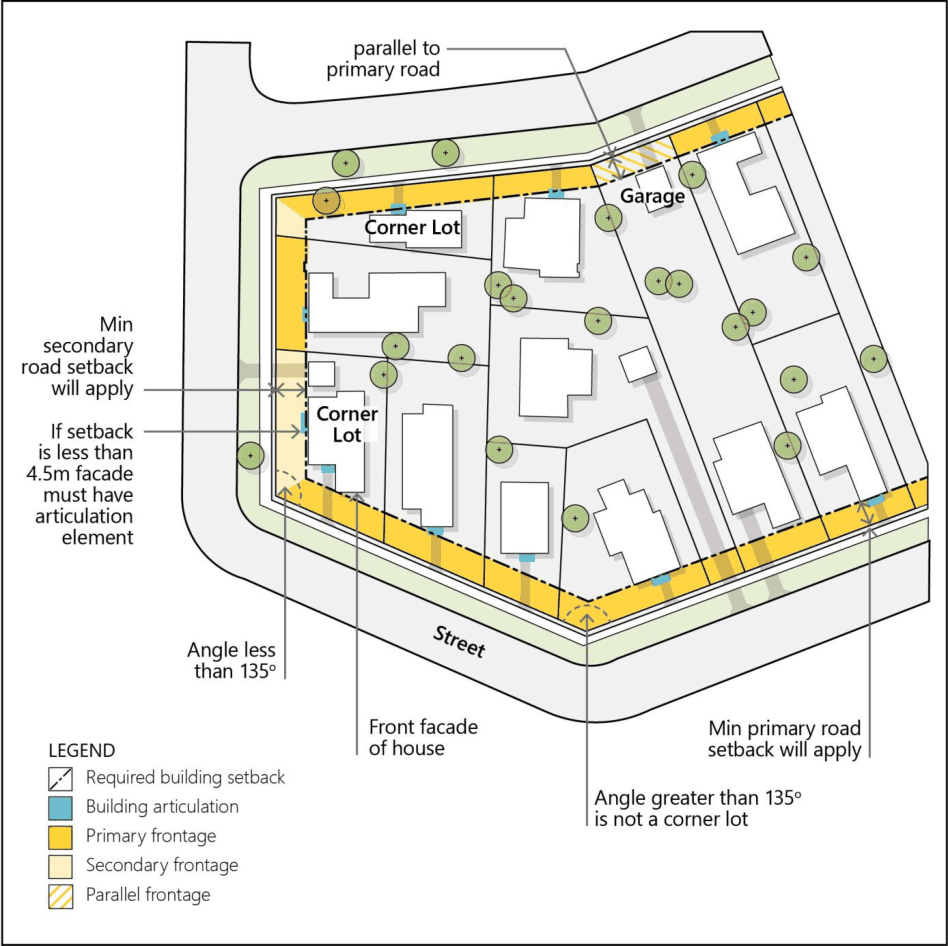 parallel to
primary road
Garage
Corner Lot
Min
secondary
road setback
will apply
Corner
Lot
If setback
is less than
4.5m facade
must have
articulation
element
Street
Angle less
than 135°
Front facade
of house
Min primary road
setback will apply
Angle greater than 135°
is not a corner lot
LEGEND
Required building setback
Building articulation
Primary frontage
Secondary frontage
Parallel frontage